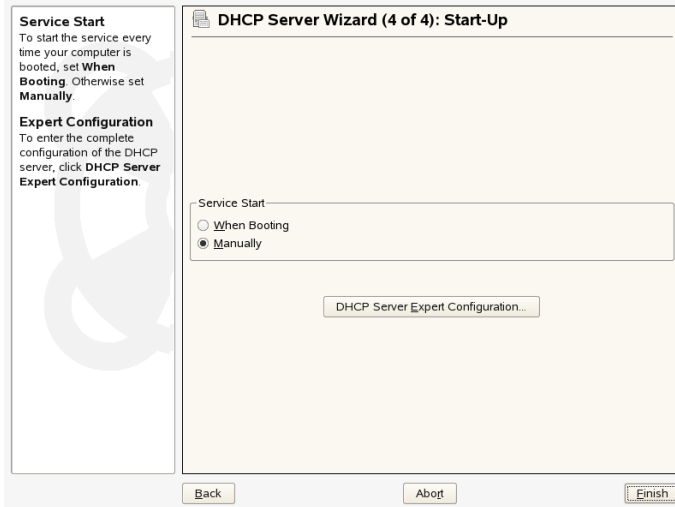 Service Start
To start the service every
time your computer is
booted, set When
Booting. Otherwise set
Manually.
Expert Configuration
To enter the complete
configuration of the DHCP
server, click DHCP Server
Expert Configuration.
DHCP Server Wizard (4 of 4): Start-Up
Service Start
When Booting
Manually
DHCP Server Expert Configuration...
Back
Abort
Finish